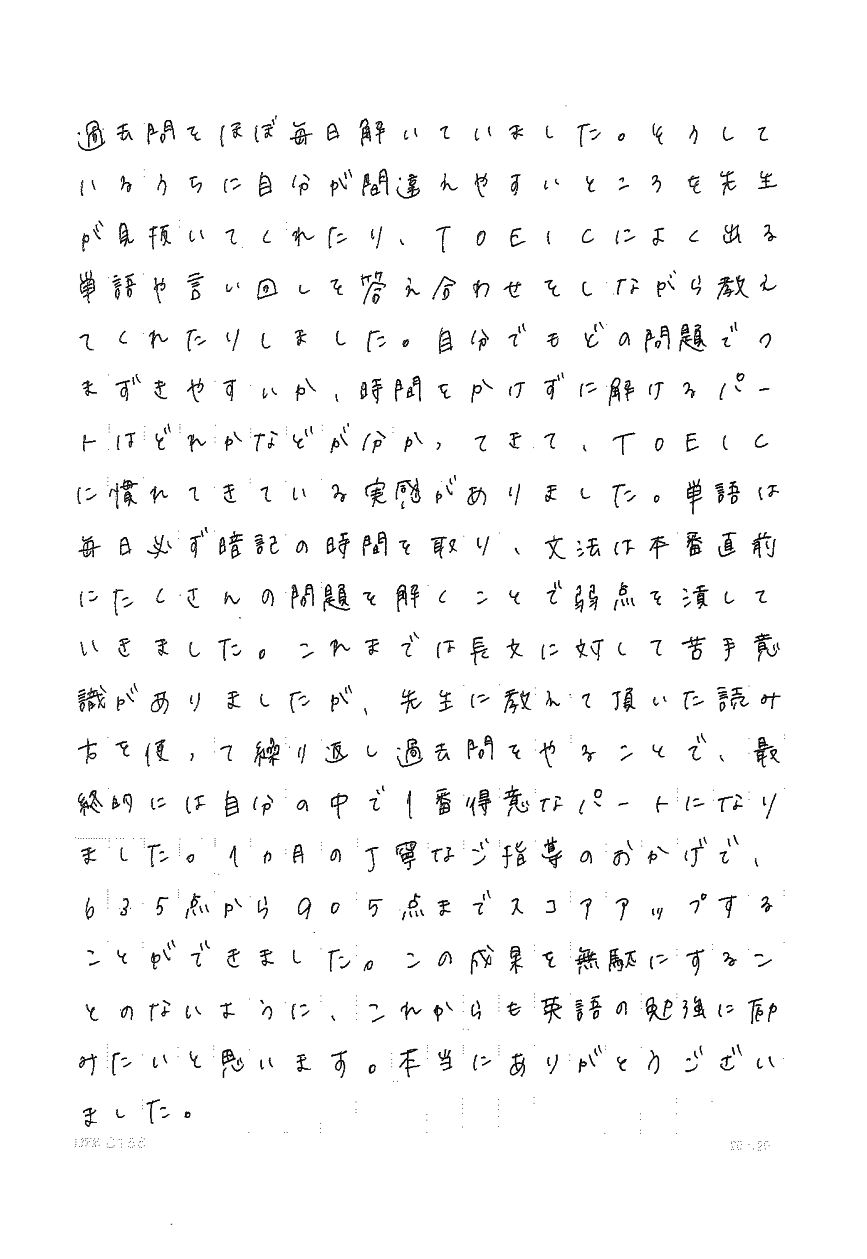 過去問をほぼ毎日解いていました。そうして
いるうちに自分が間違えやすいところを先生
が見抜いてくれたり、TOEICによく出る
単語や言い回しを答え合わせをしながら教え
てくれたりしました。自分でもどの問題でつ
まずきやすいか、時間をかけずに解けるパー
トはどれかなどが分かってきて、TOEIC
に慣れてきている実感がありました。単語は
毎日必ず暗記の時間を取り、文法は本番直前
にたくさんの問題を解くことで弱点を潰して
いきました。これまでは長文に対して苦手意
識がありましたが、先生に教えて頂いた読み
方を使って繰り返し過去問をやることで、最
終的には自分の中で1番得意なパートになり
ました。1ヵ月の丁寧なご指導のおかげで、
635点から905点までスコアアップする
ことができました。この成果を無駄にするこ
とのないように、これからも英語の勉強に励
みたいと思います。本当にありがとうござい
ました。